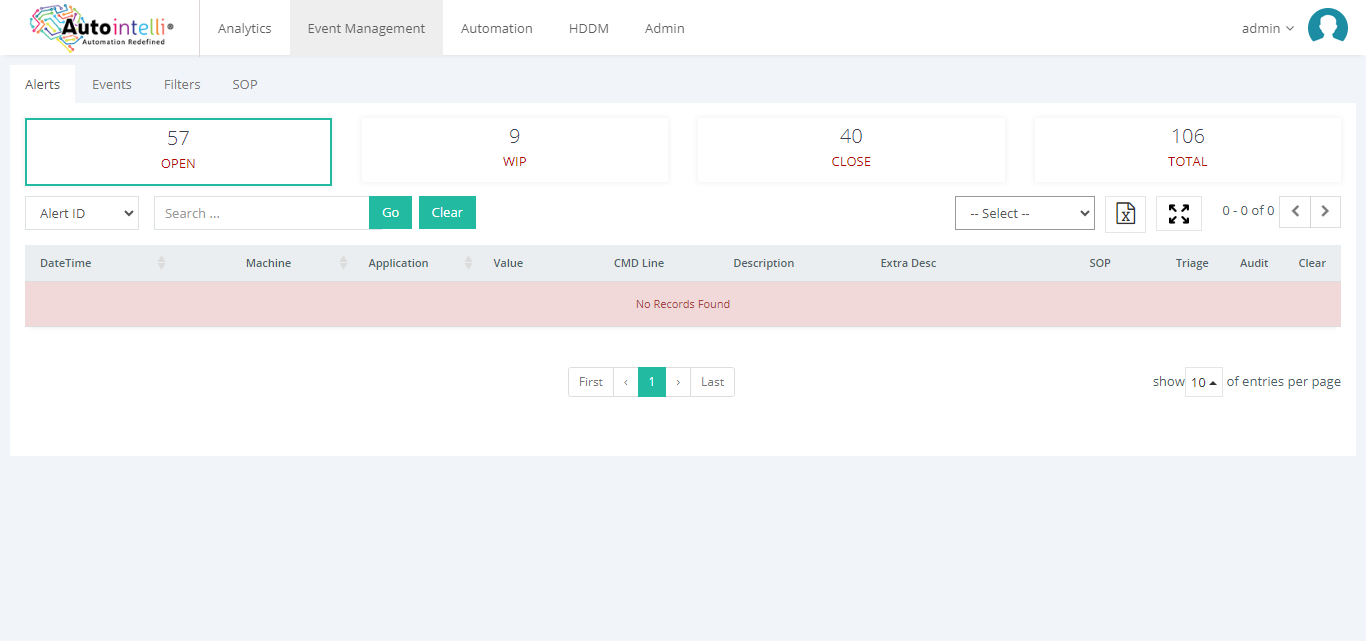 Autointelli®
Automation Redefined
Analytics
Event Management
Automation
HDDM
Admin
admin
Alerts
Events
Filters
SOP
57
OPEN
9
WIP
40
CLOSE
106
TOTAL
Alert ID
Search ...
Go
Clear
-- Select --
X
0 - 0 of 0
DateTime
Machine
Application
Value
CMD Line
Description
Extra Desc
SOP
Triage
Audit
Clear
No Records Found
First
‹
1
›
Last
show 10 of entries per page